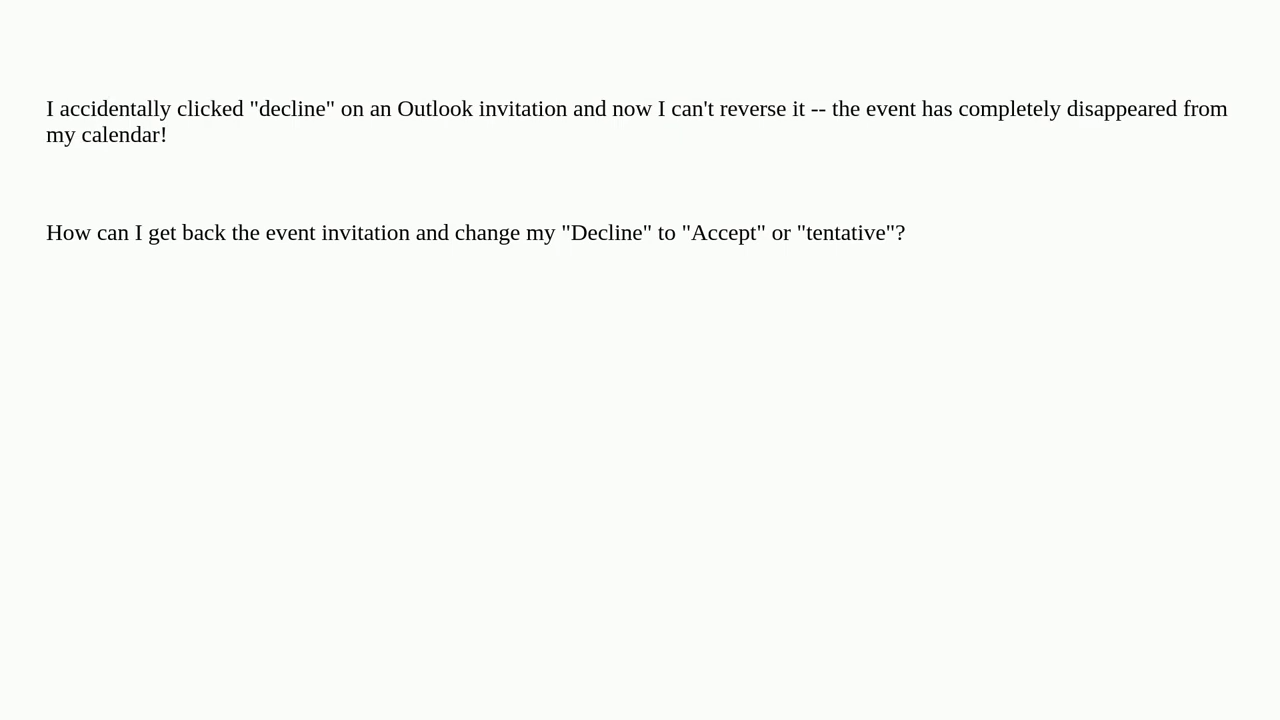 I accidentally clicked "decline" on an Outlook invitation and now I can't reverse it -- the event has completely disappeared from
my calendar!
How can I get back the event invitation and change my "Decline" to "Accept" or "tentative"?